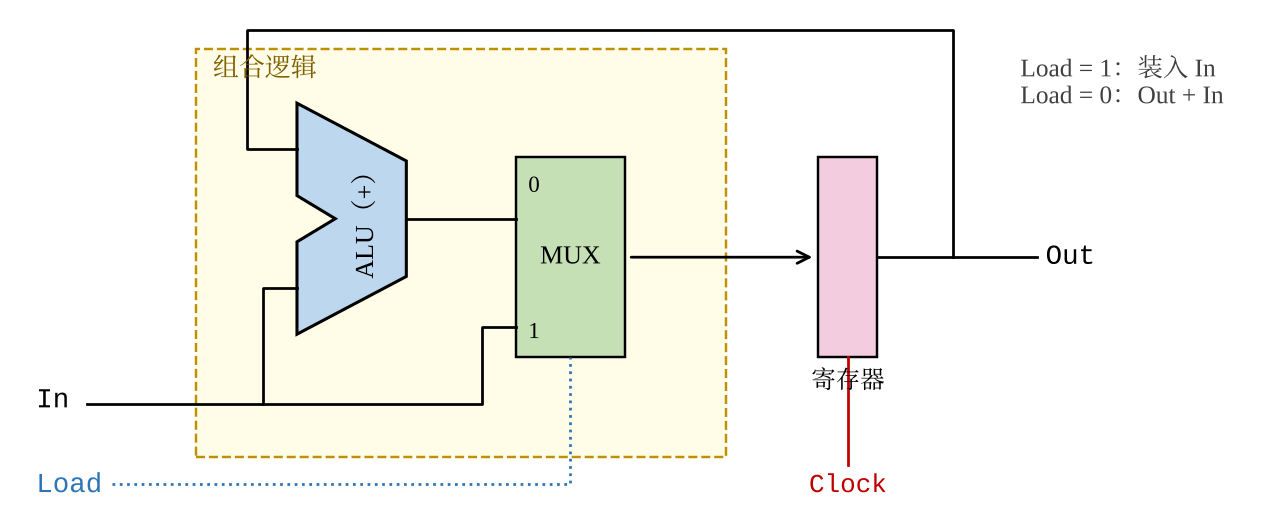 组合逻辑
Load = 1：装入 In
Load = 0：Out + In
ALU（+）
0
MUX
1
Out
寄存器
In
Load
Clock